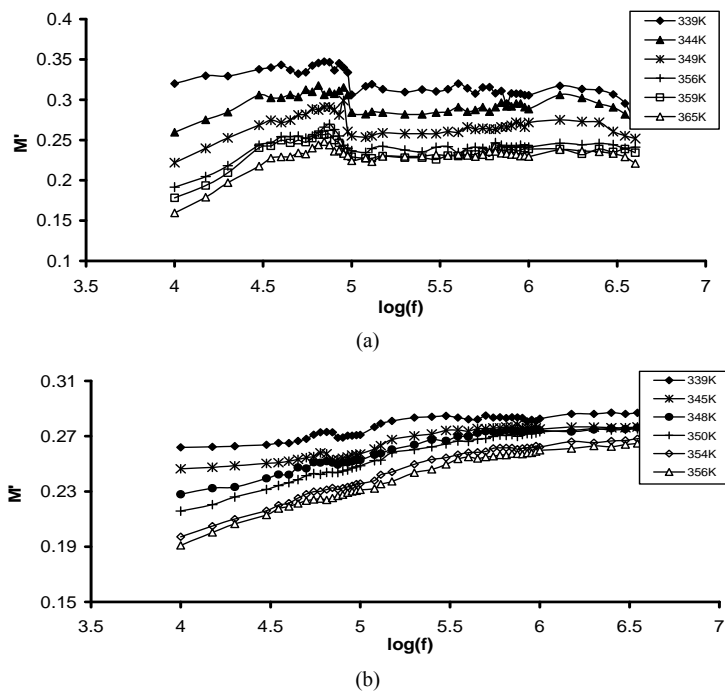 0.4
0.35
0.3
0.25
0.2
0.15
0.1
M'
3.5 4 4.5 5 5.5 6 6.5 7
log(f)
339K
344K
349K
356K
359K
365K
(a)
0.31
0.27
0.23
0.19
0.15
M'
3.5 4 4.5 5 5.5 6 6.5 7
log(f)
339K
345K
348K
350K
354K
356K
(b)